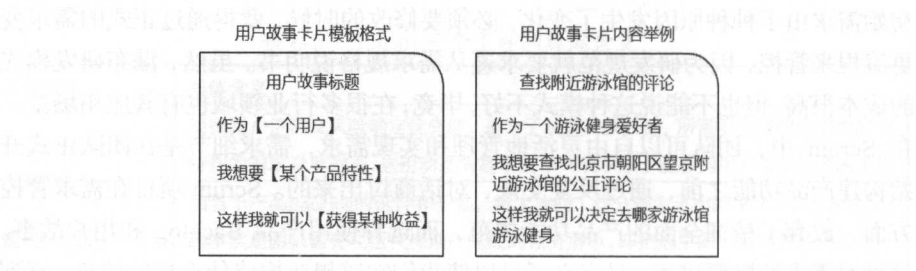 用户故事卡片模板格式
用户故事标题
作为【一个用户】
我想要【某个产品特性】
这样我就可以【获得某种收益】
用户故事卡片内容举例
查找附近游泳馆的评论
作为一个游泳健身爱好者
我想要查找北京市朝阳区望京附
近游泳馆的公正评论
这样我就可以决定去哪家游泳馆
游泳健身